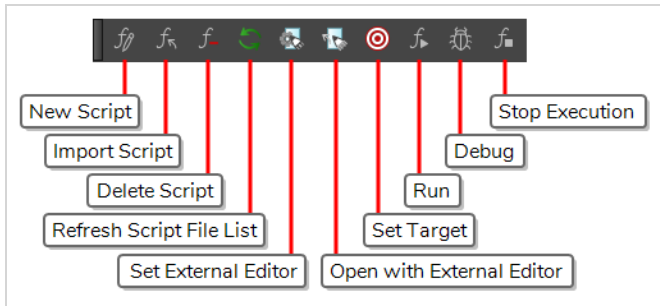 New Script
Stop Execution
Import Script
Debug
Delete Script
Run
Refresh Script File List
Set Target
Set External Editor
Open with External Editor